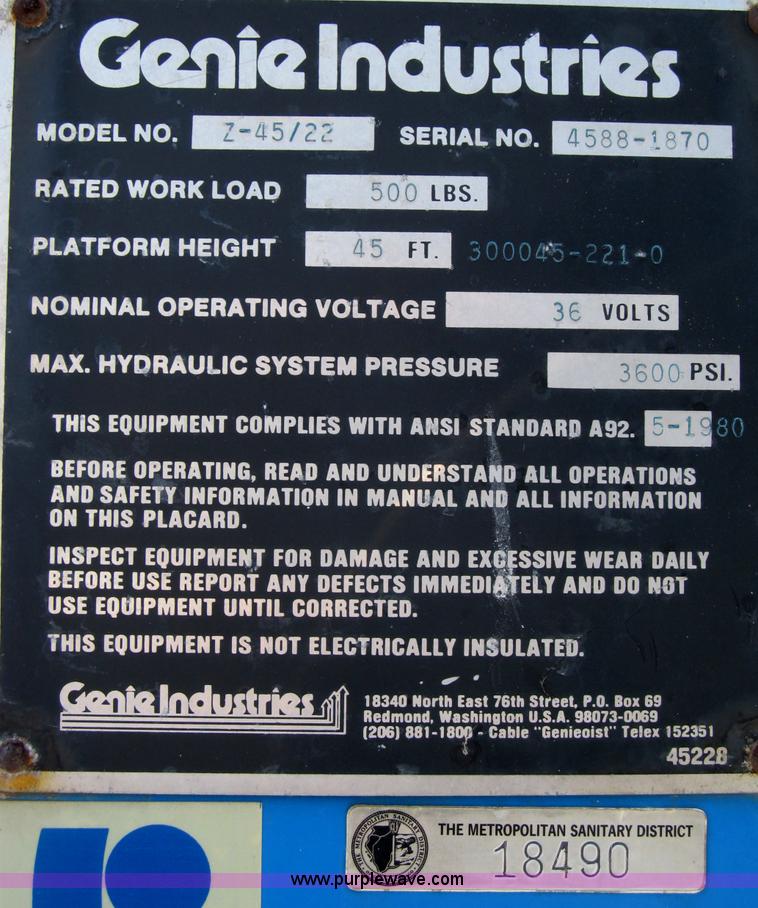 Genie Industries
MODEL NO. Z-45/22 SERIAL NO. 4588-1870
RATED WORK LOAD 500 LBS.
PLATFORM HEIGHT 45 FT. 300045-221-0
NOMINAL OPERATING VOLTAGE 36 VOLTS
MAX. HYDRAULIC SYSTEM PRESSURE 3600 PSI.
THIS EQUIPMENT COMPLIES WITH ANSI STANDARD A92. 5-1980
BEFORE OPERATING, READ AND UNDERSTAND ALL OPERATIONS
AND SAFETY INFORMATION IN MANUAL AND ALL INFORMATION
ON THIS PLACARD.
INSPECT EQUIPMENT FOR DAMAGE AND EXCESSIVE WEAR DAILY
BEFORE USE REPORT ANY DEFECTS IMMEDIATELY AND DO NOT
USE EQUIPMENT UNTIL CORRECTED.
THIS EQUIPMENT IS NOT ELECTRICALLY INSULATED.
Genie Industries
18340 North East 76th Street, P.O. Box 69
Redmond, Washington U.S.A. 98073-0069
(206) 881-1800 - Cable "Genieoist" Telex 152351
45228
THE METROPOLITAN SANITARY DISTRICT
18490
www.purplewave.com